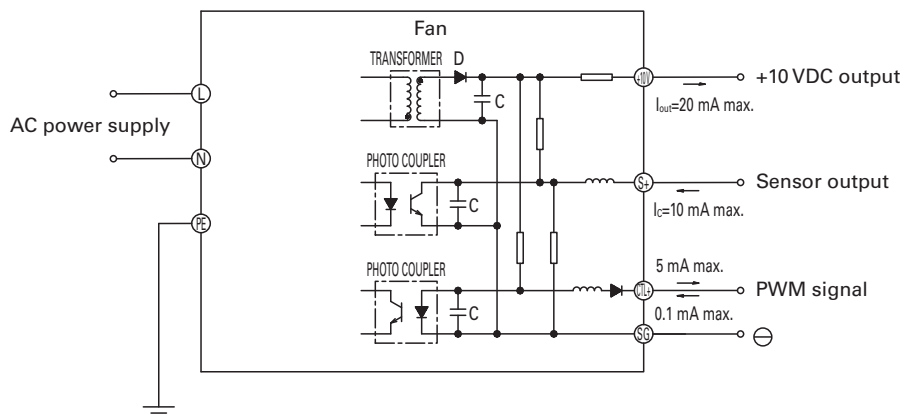 Fan
TRANSFORMER D
+10V
+10 VDC output
C
Iout=20 mA max.
L
AC power supply
N
PHOTO COUPLER
S+
Sensor output
C
IC=10 mA max.
PE
PHOTO COUPLER
5 mA max.
CTL+
PWM signal
C
0.1 mA max.
SG
⊖